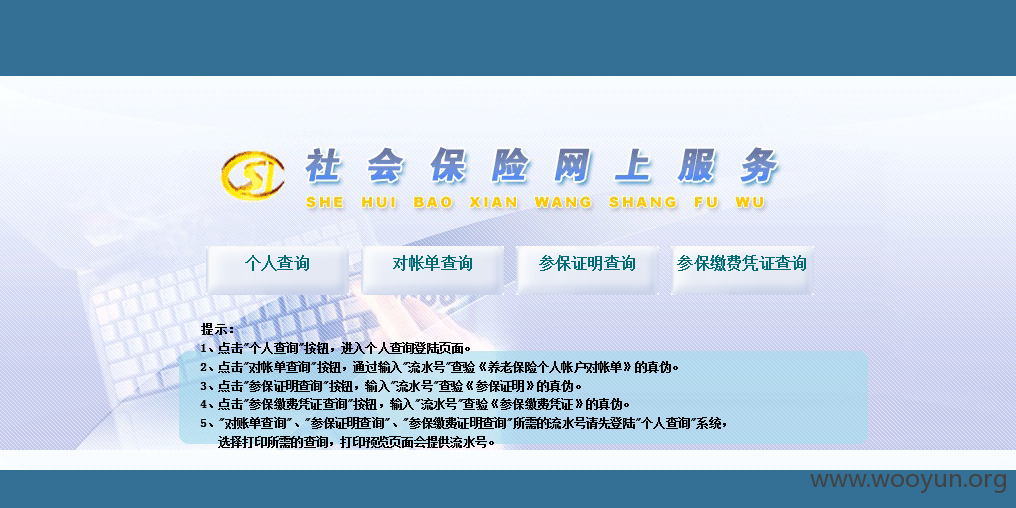 CSI
社会保险网上服务
SHE HUI BAO XIAN WANG SHANG FU WU
个人查询 对帐单查询 参保证明查询 参保缴费凭证查询
提示：
1、点击"个人查询"按钮，进入个人查询登陆页面。
2、点击"对帐单查询"按钮，通过输入"流水号"查验《养老保险个人帐户对帐单》的真伪。
3、点击"参保证明查询"按钮，输入"流水号"查验《参保证明》的真伪。
4、点击"参保缴费凭证查询"按钮，输入"流水号"查验《参保缴费凭证》的真伪。
5、"对账单查询"、"参保证明查询"、"参保缴费证明查询"所需的流水号请先登陆"个人查询"系统，
选择打印所需的查询，打印预览页面会提供流水号。
www.wooyun.org